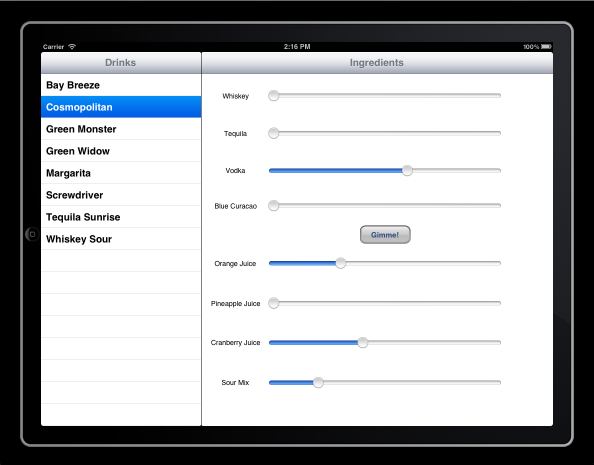 Carrier 2:16 PM 100%
Drinks
Ingredients
Bay Breeze
Cosmopolitan
Green Monster
Green Widow
Margarita
Screwdriver
Tequila Sunrise
Whiskey Sour
Whiskey
Tequila
Vodka
Blue Curacao
Gimme!
Orange Juice
Pineapple Juice
Cranberry Juice
Sour Mix